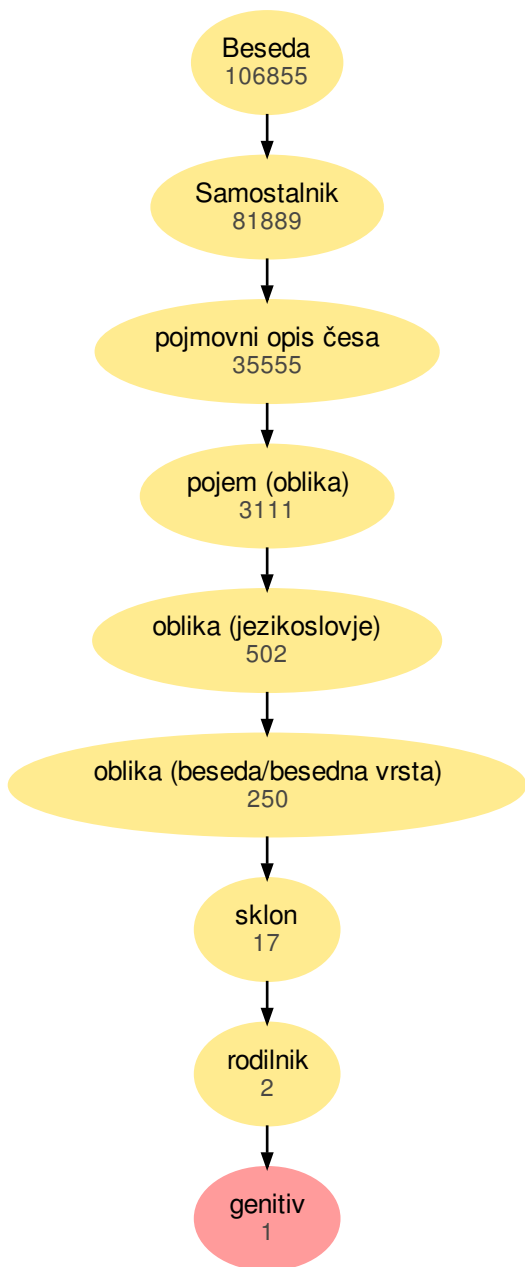 Beseda
106855
Samostalnik
81889
pojmovni opis česa
35555
pojem (oblika)
3111
oblika (jezikoslovje)
502
oblika (beseda/besedna vrsta)
250
sklon
17
rodilnik
2
genitiv
1